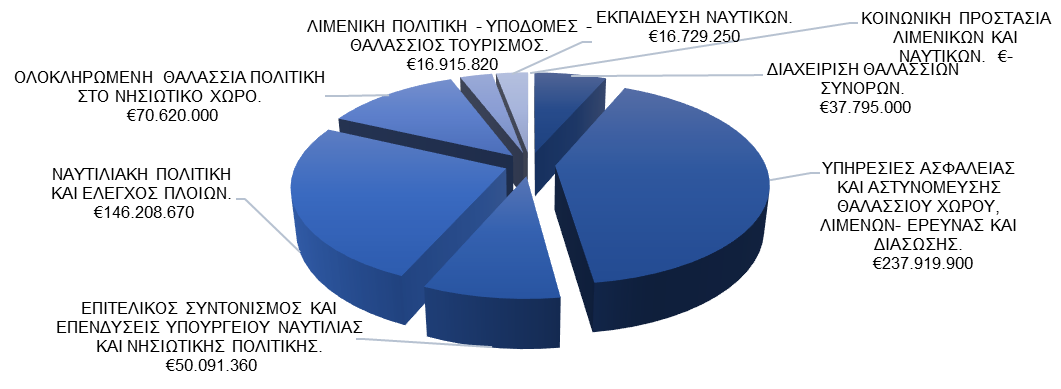 ΛΙΜΕΝΙΚΗ ΠΟΛΙΤΙΚΗ - ΥΠΟΔΟΜΕΣ -
ΘΑΛΑΣΣΙΟΣ ΤΟΥΡΙΣΜΟΣ.
€16.915.820
ΕΚΠΑΙΔΕΥΣΗ ΝΑΥΤΙΚΩΝ.
€16.729.250
ΚΟΙΝΩΝΙΚΗ ΠΡΟΣΤΑΣΙΑ
ΛΙΜΕΝΙΚΩΝ ΚΑΙ
ΝΑΥΤΙΚΩΝ. €-
ΔΙΑΧΕΙΡΙΣΗ ΘΑΛΑΣΣΙΩΝ
ΣΥΝΟΡΩΝ.
€37.795.000
ΟΛΟΚΛΗΡΩΜΕΝΗ ΘΑΛΑΣΣΙΑ ΠΟΛΙΤΙΚΗ
ΣΤΟ ΝΗΣΙΩΤΙΚΟ ΧΩΡΟ.
€70.620.000
ΝΑΥΤΙΛΙΑΚΗ ΠΟΛΙΤΙΚΗ
ΚΑΙ ΕΛΕΓΧΟΣ ΠΛΟΙΩΝ.
€146.208.670
ΥΠΗΡΕΣΙΕΣ ΑΣΦΑΛΕΙΑΣ
ΚΑΙ ΑΣΤΥΝΟΜΕΥΣΗΣ
ΘΑΛΑΣΣΙΟΥ ΧΩΡΟΥ,
ΛΙΜΕΝΩΝ- ΕΡΕΥΝΑΣ ΚΑΙ
ΔΙΑΣΩΣΗΣ.
€237.919.900
ΕΠΙΤΕΛΙΚΟΣ ΣΥΝΤΟΝΙΣΜΟΣ ΚΑΙ
ΕΠΕΝΔΥΣΕΙΣ ΥΠΟΥΡΓΕΙΟΥ ΝΑΥΤΙΛΙΑΣ
ΚΑΙ ΝΗΣΙΩΤΙΚΗΣ ΠΟΛΙΤΙΚΗΣ.
€50.091.360